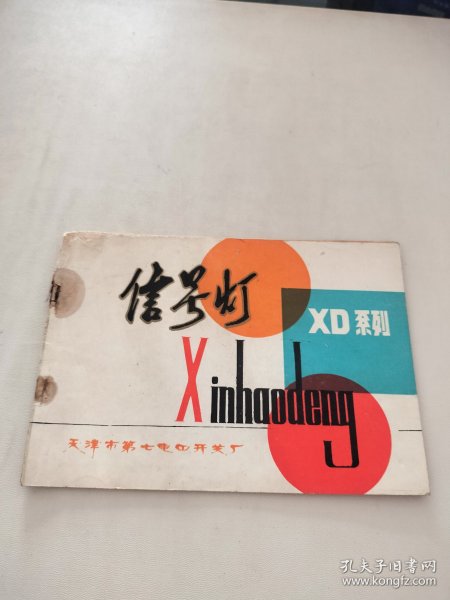 信号灯
XD系列
Xinhaodeng
天津市第七电四开关厂
孔夫子旧书网
www.kongfz.com